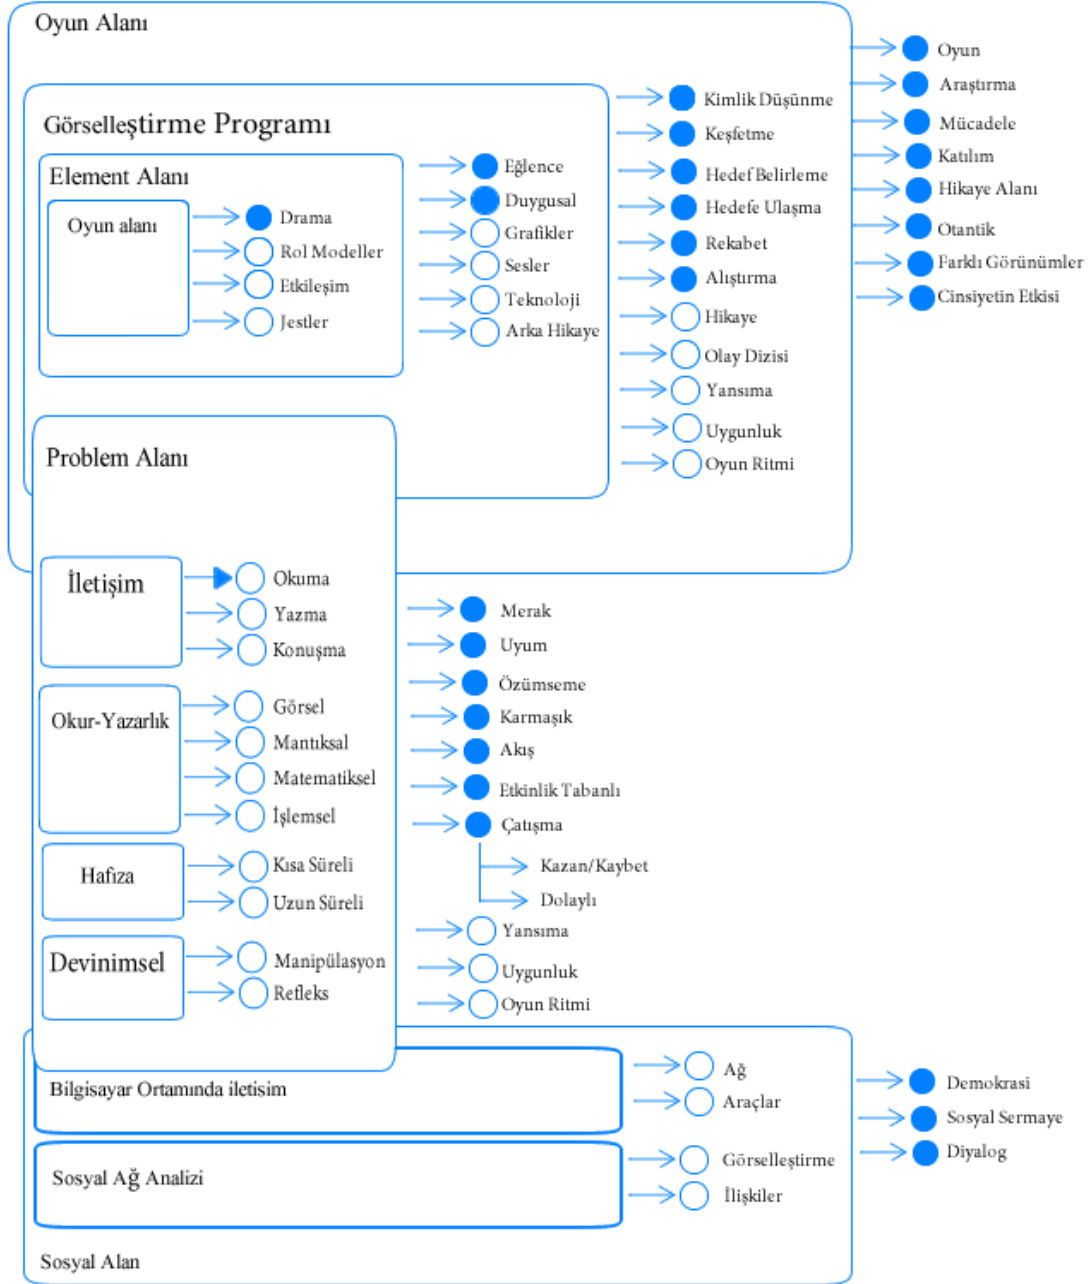 Oyun Alanı
Oyun
Araştırma
Mücadele
Katılım
Hikaye Alanı
Otantik
Farklı Görünümler
Cinsiyetin Etkisi
Görselleştirme Programı
Kimlik Düşünme
Keşfetme
Hedef Belirleme
Hedefe Ulaşma
Rekabet
Alıştırma
Hikaye
Olay Dizisi
Yansıma
Uygunluk
Oyun Ritmi
Element Alanı
Eğlence
Duygusal
Grafikler
Sesler
Teknoloji
Arka Hikaye
Oyun alanı
Drama
Rol Modeller
Etkileşim
Jestler
Problem Alanı
İletişim
Okuma
Yazma
Konuşma
Okur-Yazarlık
Görsel
Mantıksal
Matematiksel
İşlemsel
Hafıza
Kısa Süreli
Uzun Süreli
Devinimsel
Manipülasyon
Refleks
Merak
Uyum
Özümseme
Karmaşık
Akış
Etkinlik Tabanlı
Çatışma
Kazan/Kaybet
Dolaylı
Yansıma
Uygunluk
Oyun Ritmi
Bilgisayar Ortamında iletisim
Ağ
Araçlar
Sosyal Ağ Analizi
Görselleştirme
İlişkiler
Demokrasi
Sosyal Sermaye
Diyalog
Sosyal Alan